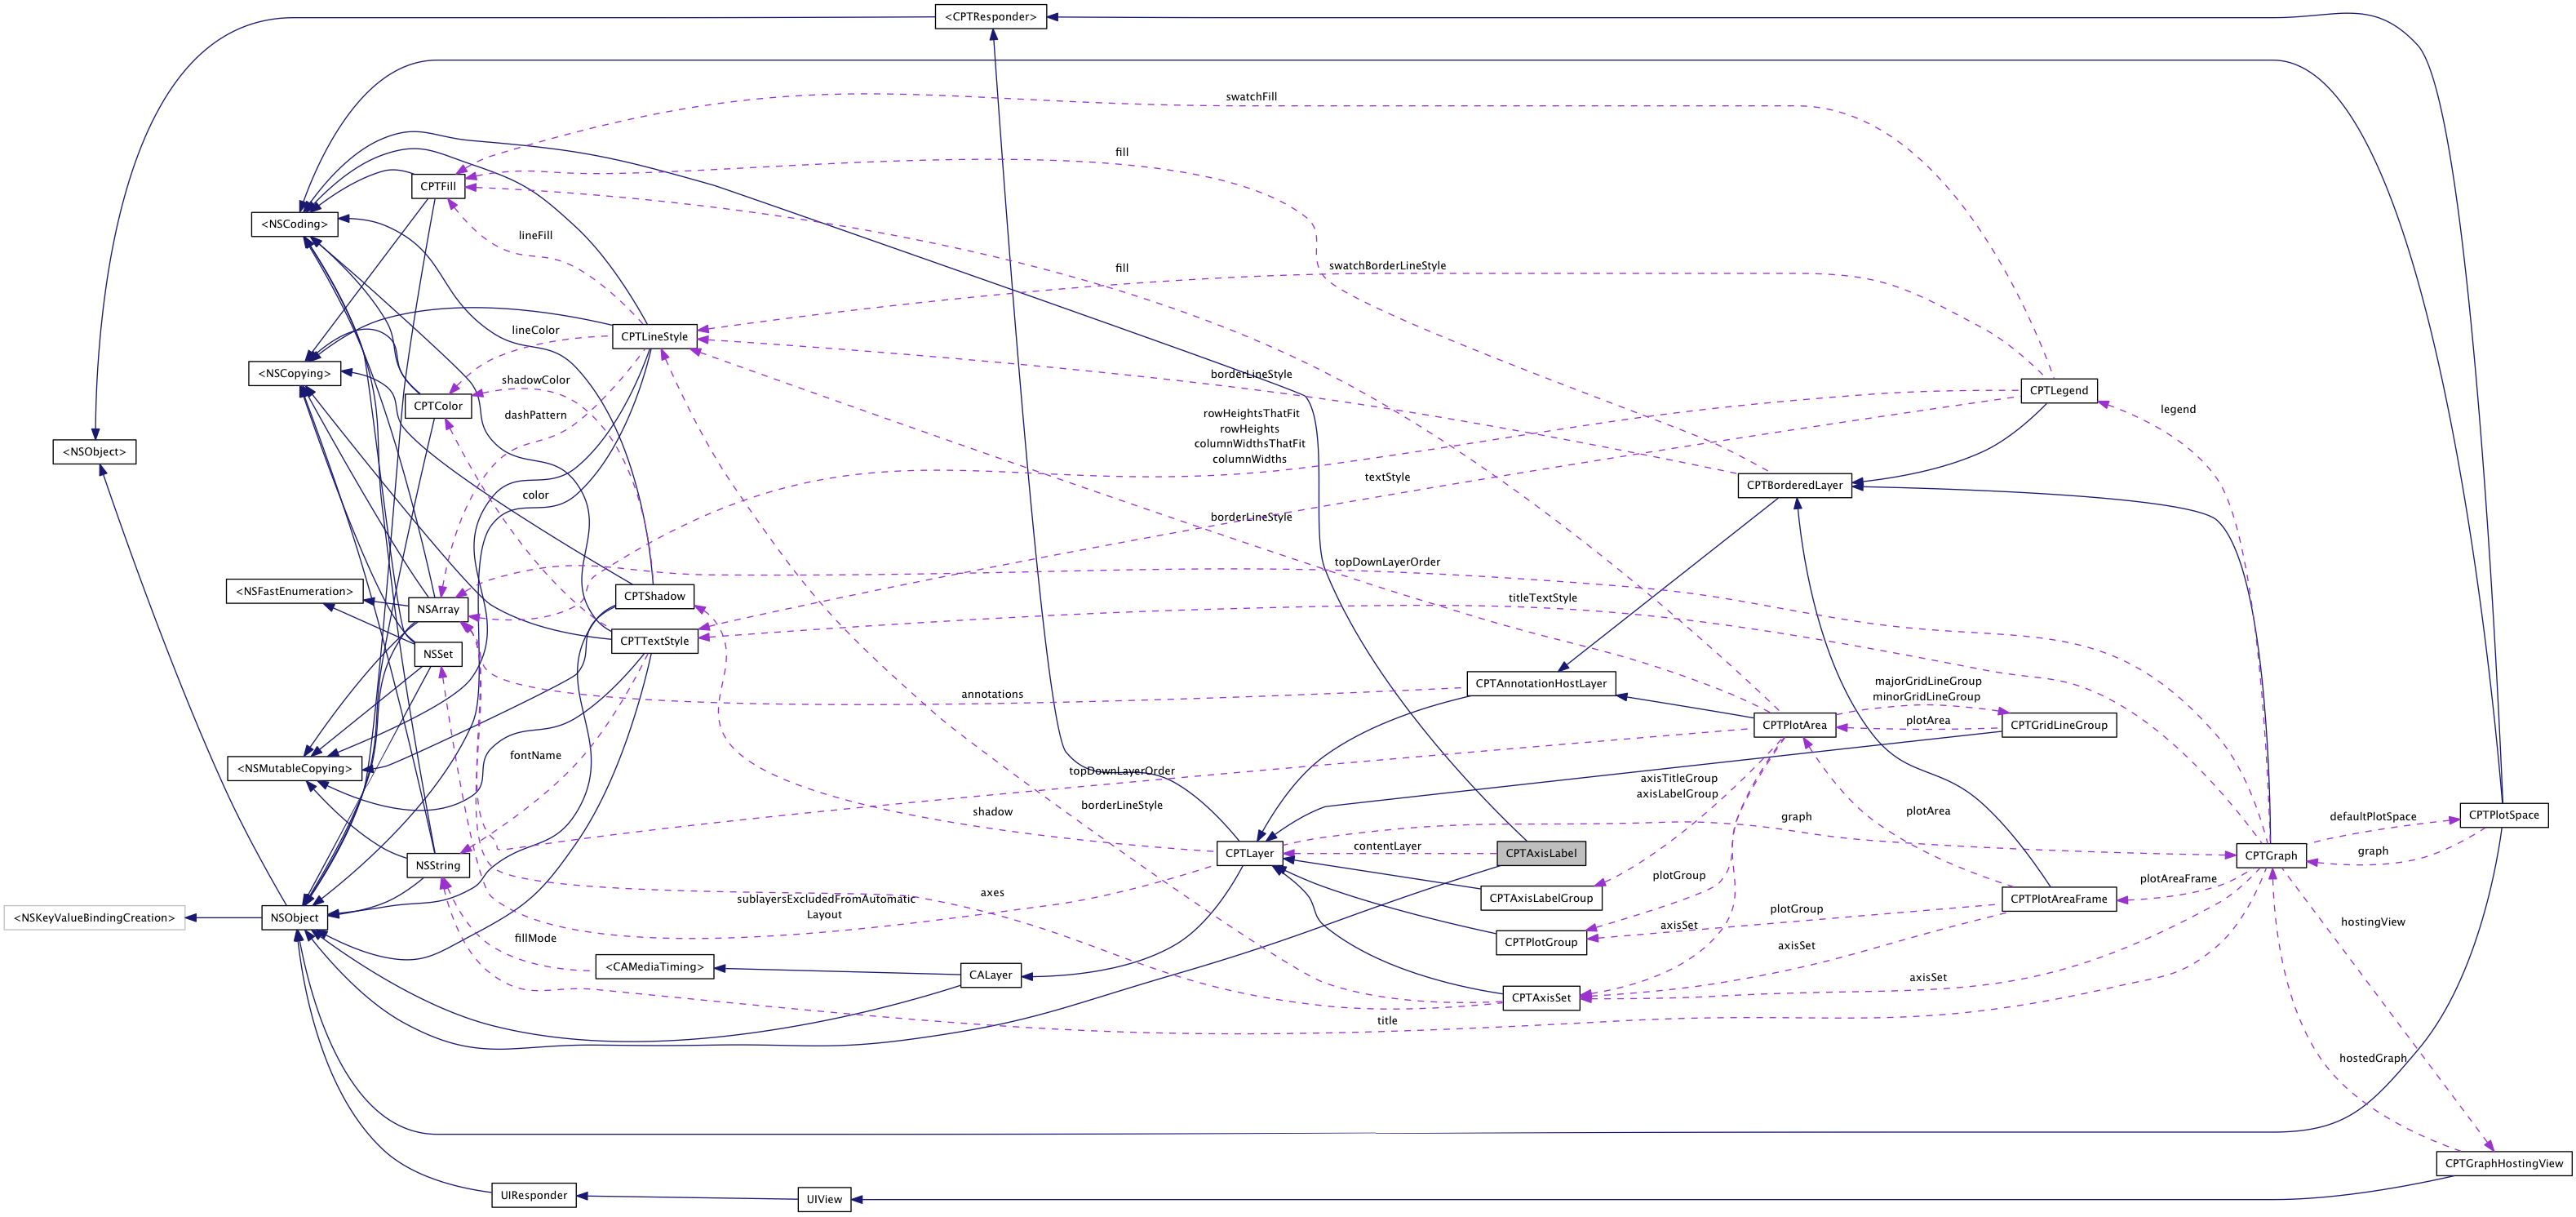 <CPTResponder>
swatchFill
fill
CPTFill
<NSCoding>
lineFill
swatchBorderLineStyle
fill
lineColor
CPTLineStyle
<NSCopying>
shadowColor
borderLineStyle
CPTLegend
legend
CPTColor
dashPattern
rowHeightsThatFit
rowHeights
columnWidthsThatFit
columnWidths
<NSObject>
textStyle
CPTBorderedLayer
color
borderLineStyle
topDownLayerOrder
<NSFastEnumeration>
NSArray
CPTShadow
titleTextStyle
CPTTextStyle
NSSet
annotations
CPTAnnotationHostLayer
majorGridLineGroup
minorGridLineGroup
plotArea
CPTPlotArea
CPTGridLineGroup
fontName
<NSMutableCopying>
topDownLayerOrder
axisTitleGroup
axisLabelGroup
shadow
borderLineStyle
graph
plotArea
defaultPlotSpace
CPTPlotSpace
NSString
CPTLayer
contentLayer
CPTAxisLabel
CPTGraph
graph
plotGroup
plotAreaFrame
axes
sublayersExcludedFromAutomatic
Layout
CPTAxisLabelGroup
CPTPlotAreaFrame
<NSKeyValueBindingCreation>
NSObject
plotGroup
axisSet
hostingView
fillMode
CPTPlotGroup
axisSet
<CAMediaTiming>
CALayer
axisSet
CPTAxisSet
title
hostedGraph
CPTGraphHostingView
UIResponder
UIView